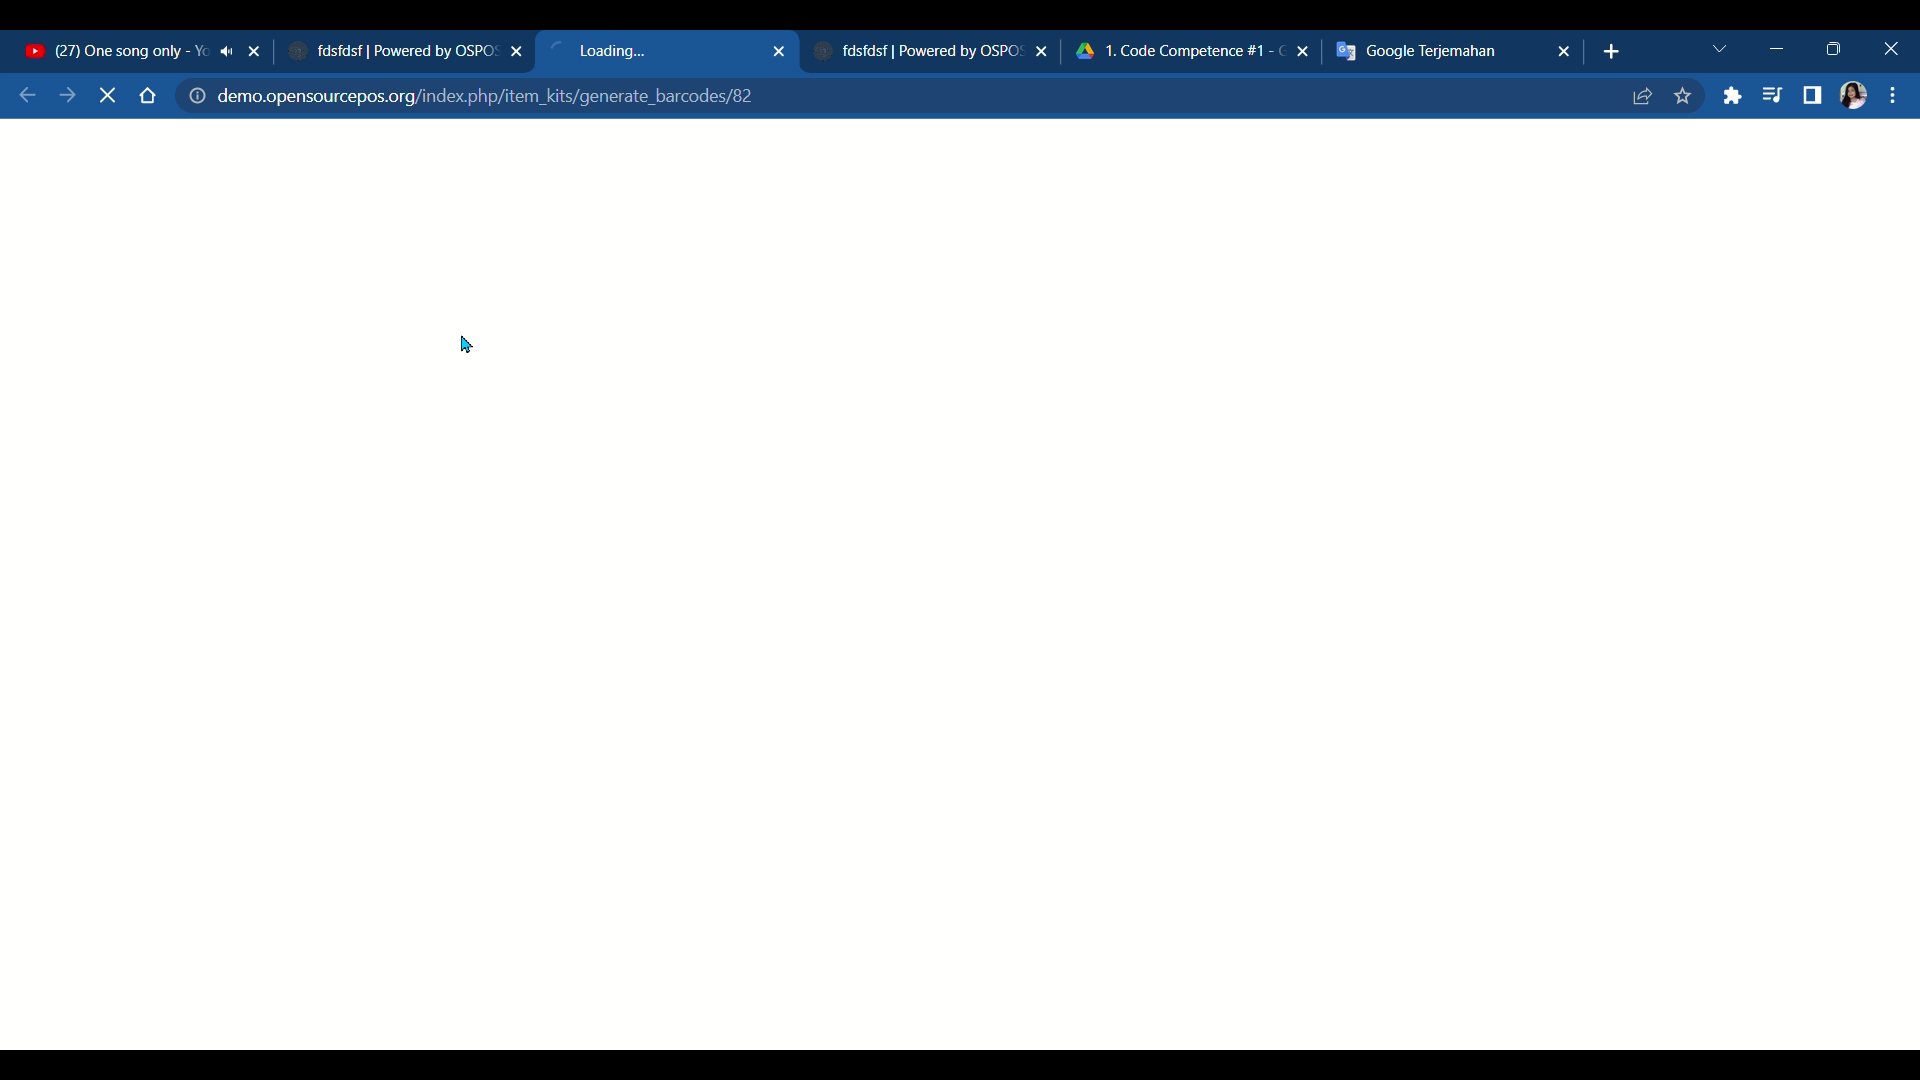 (27) One song only - Yo
fdsfdsf | Powered by OSPOS
Loading...
fdsfdsf | Powered by OSPOS
1. Code Competence #1 - G
Google Terjemahan
demo.opensourcepos.org/index.php/item_kits/generate_barcodes/82